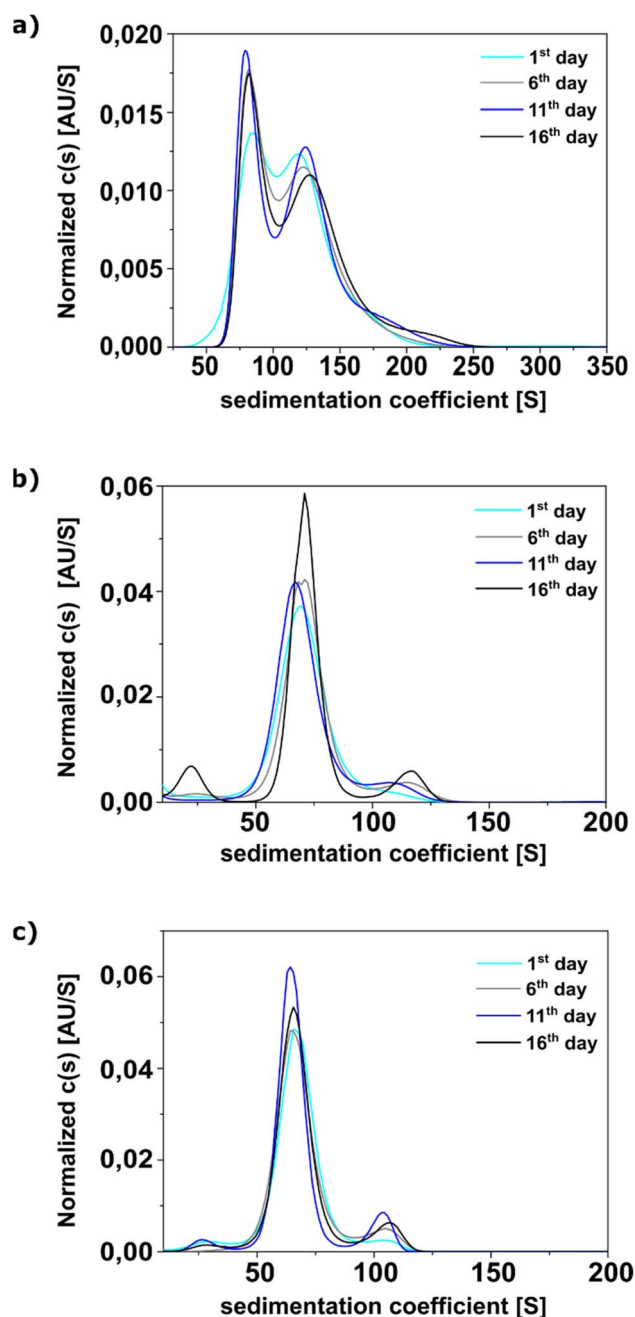 a)
Normalized c(s) [AU/S]
0,020
0,015
0,010
0,005
0,000
1st day
6th day
11th day
16th day
50 100 150 200 250 300 350
sedimentation coefficient [S]
b)
Normalized c(s) [AU/S]
0,06
0,04
0,02
0,00
1st day
6th day
11th day
16th day
50 100 150 200
sedimentation coefficient [S]
c)
Normalized c(s) [AU/S]
0,06
0,04
0,02
0,00
1st day
6th day
11th day
16th day
50 100 150 200
sedimentation coefficient [S]